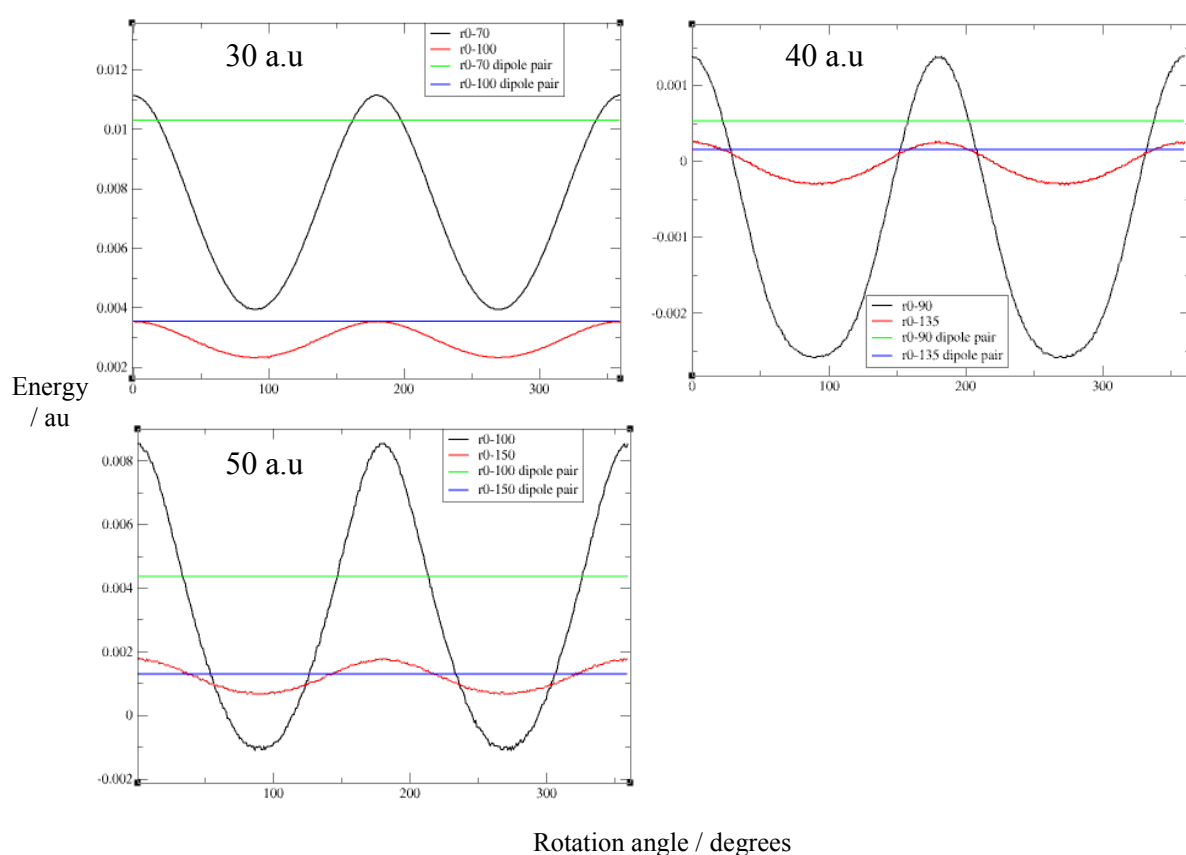 30 a.u
r0-70
r0-100
r0-70 dipole pair
r0-100 dipole pair
0.012
0.01
0.008
0.006
0.004
0.002
0
100
200
300
40 a.u
0.001
0
-0.001
-0.002
r0-90
r0-135
r0-90 dipole pair
r0-135 dipole pair
0
100
200
300
Energy
/ au
50 a.u
r0-100
r0-150
r0-100 dipole pair
r0-150 dipole pair
0.008
0.006
0.004
0.002
0
-0.002
100
200
300
Rotation angle / degrees